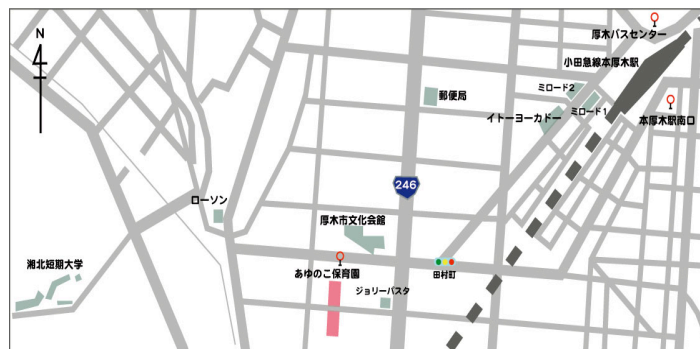 厚木バスセンター
N
小田急線本厚木駅
ミロード2
郵便局
ミロード1
本厚木駅南口
イトーヨーカドー
246
ローソン
厚木市文化会館
湘北短期大学
あゆのこ保育園
田村町
ジョリーパスタ